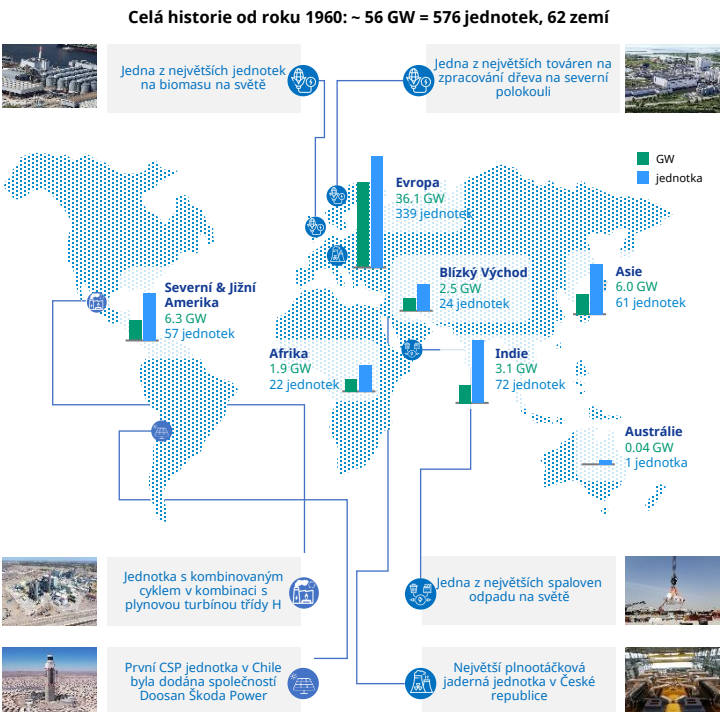 Celá historie od roku 1960: ~ 56 GW = 576 jednotek, 62 zemí
Jedna z největších jednotek
na biomasu na světě
Jedna z největších továren na
zpracování dřeva na severní
polokouli
GW
jednotka
Evropa
36.1 GW
339 jednotek
Blízký Východ
2.5 GW
24 jednotek
Asie
6.0 GW
61 jednotek
Severní & Jižní
Amerika
6.3 GW
57 jednotek
Afrika
1.9 GW
22 jednotek
Indie
3.1 GW
72 jednotek
Austrálie
0.04 GW
1 jednotka
Jednotka s kombinovaným
cyklem v kombinaci s
plynovou turbínou třídy H
Jedna z největších spaloven
odpadu na světě
První CSP jednotka v Chile
byla dodána společností
Doosan Škoda Power
Největší plnootáčková
jaderná jednotka v České
republice